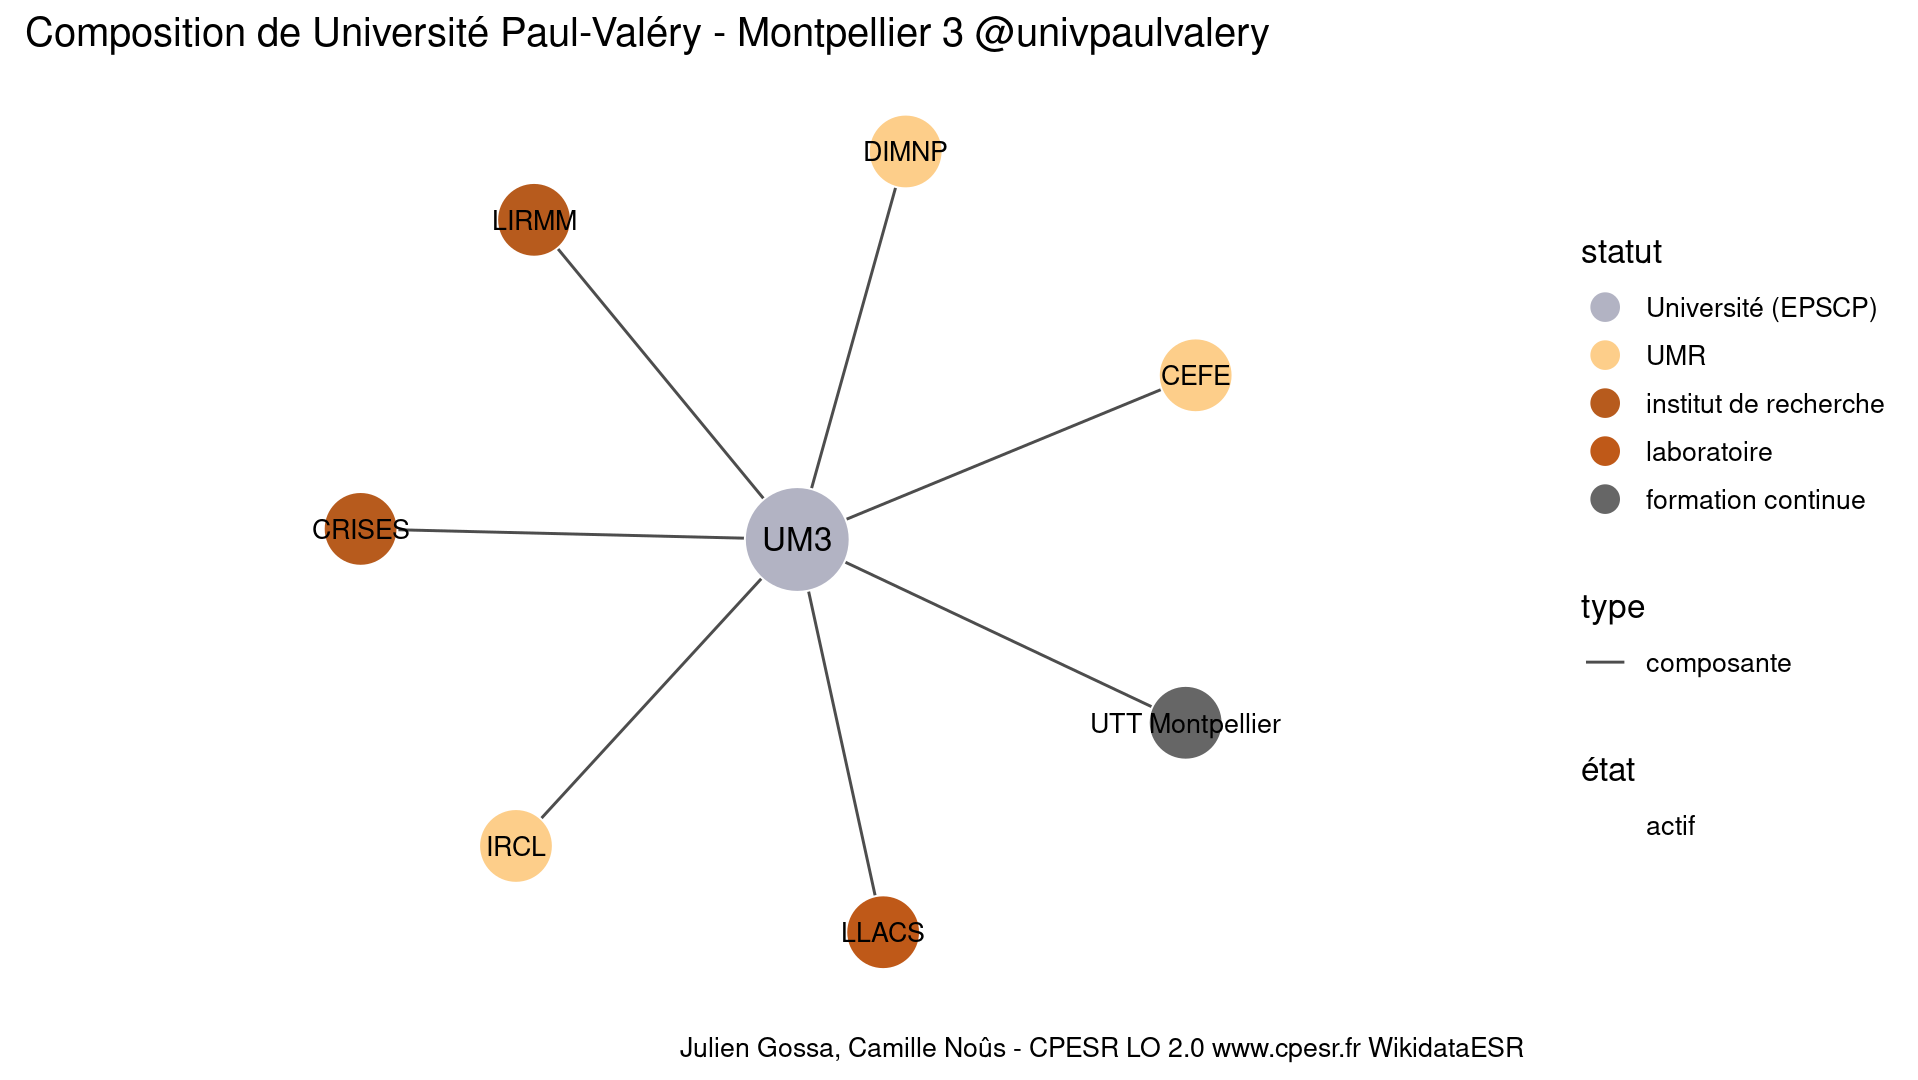 Composition de Université Paul-Valéry - Montpellier 3 @univpaulvalery
DIMNP
LIRMM
CEFE
CRISES
UM3
UTT Montpellier
IRCL
LLACS
statut
Université (EPSCP)
UMR
institut de recherche
laboratoire
formation continue
type
composante
état
actif
Julien Gossa, Camille Noûs - CPESR LO 2.0 www.cpesr.fr WikidataESR